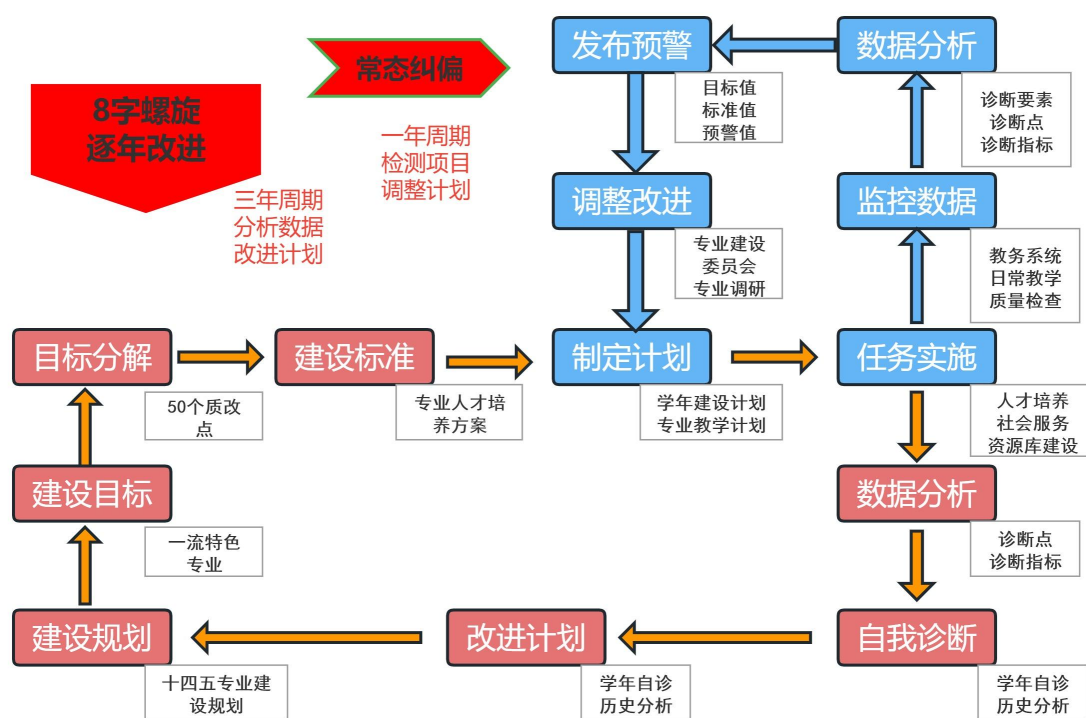 发布预警
数据分析
目标值
标准值
预警值
诊断要素
诊断点
诊断指标
常态纠偏
8字螺旋
逐年改进
一年周期
检测项目
调整计划
三年周期
分析数据
改进计划
调整改进
监控数据
专业建设
委员会
专业调研
教务系统
日常教学
质量检查
目标分解
建设标准
制定计划
任务实施
50个质改
点
专业人才培
养方案
学年建设计划
专业教学计划
人才培养
社会服务
资源库建设
建设目标
数据分析
一流特色
专业
诊断点
诊断指标
建设规划
改进计划
自我诊断
十四五专业建
设规划
学年自诊
历史分析
学年自诊
历史分析